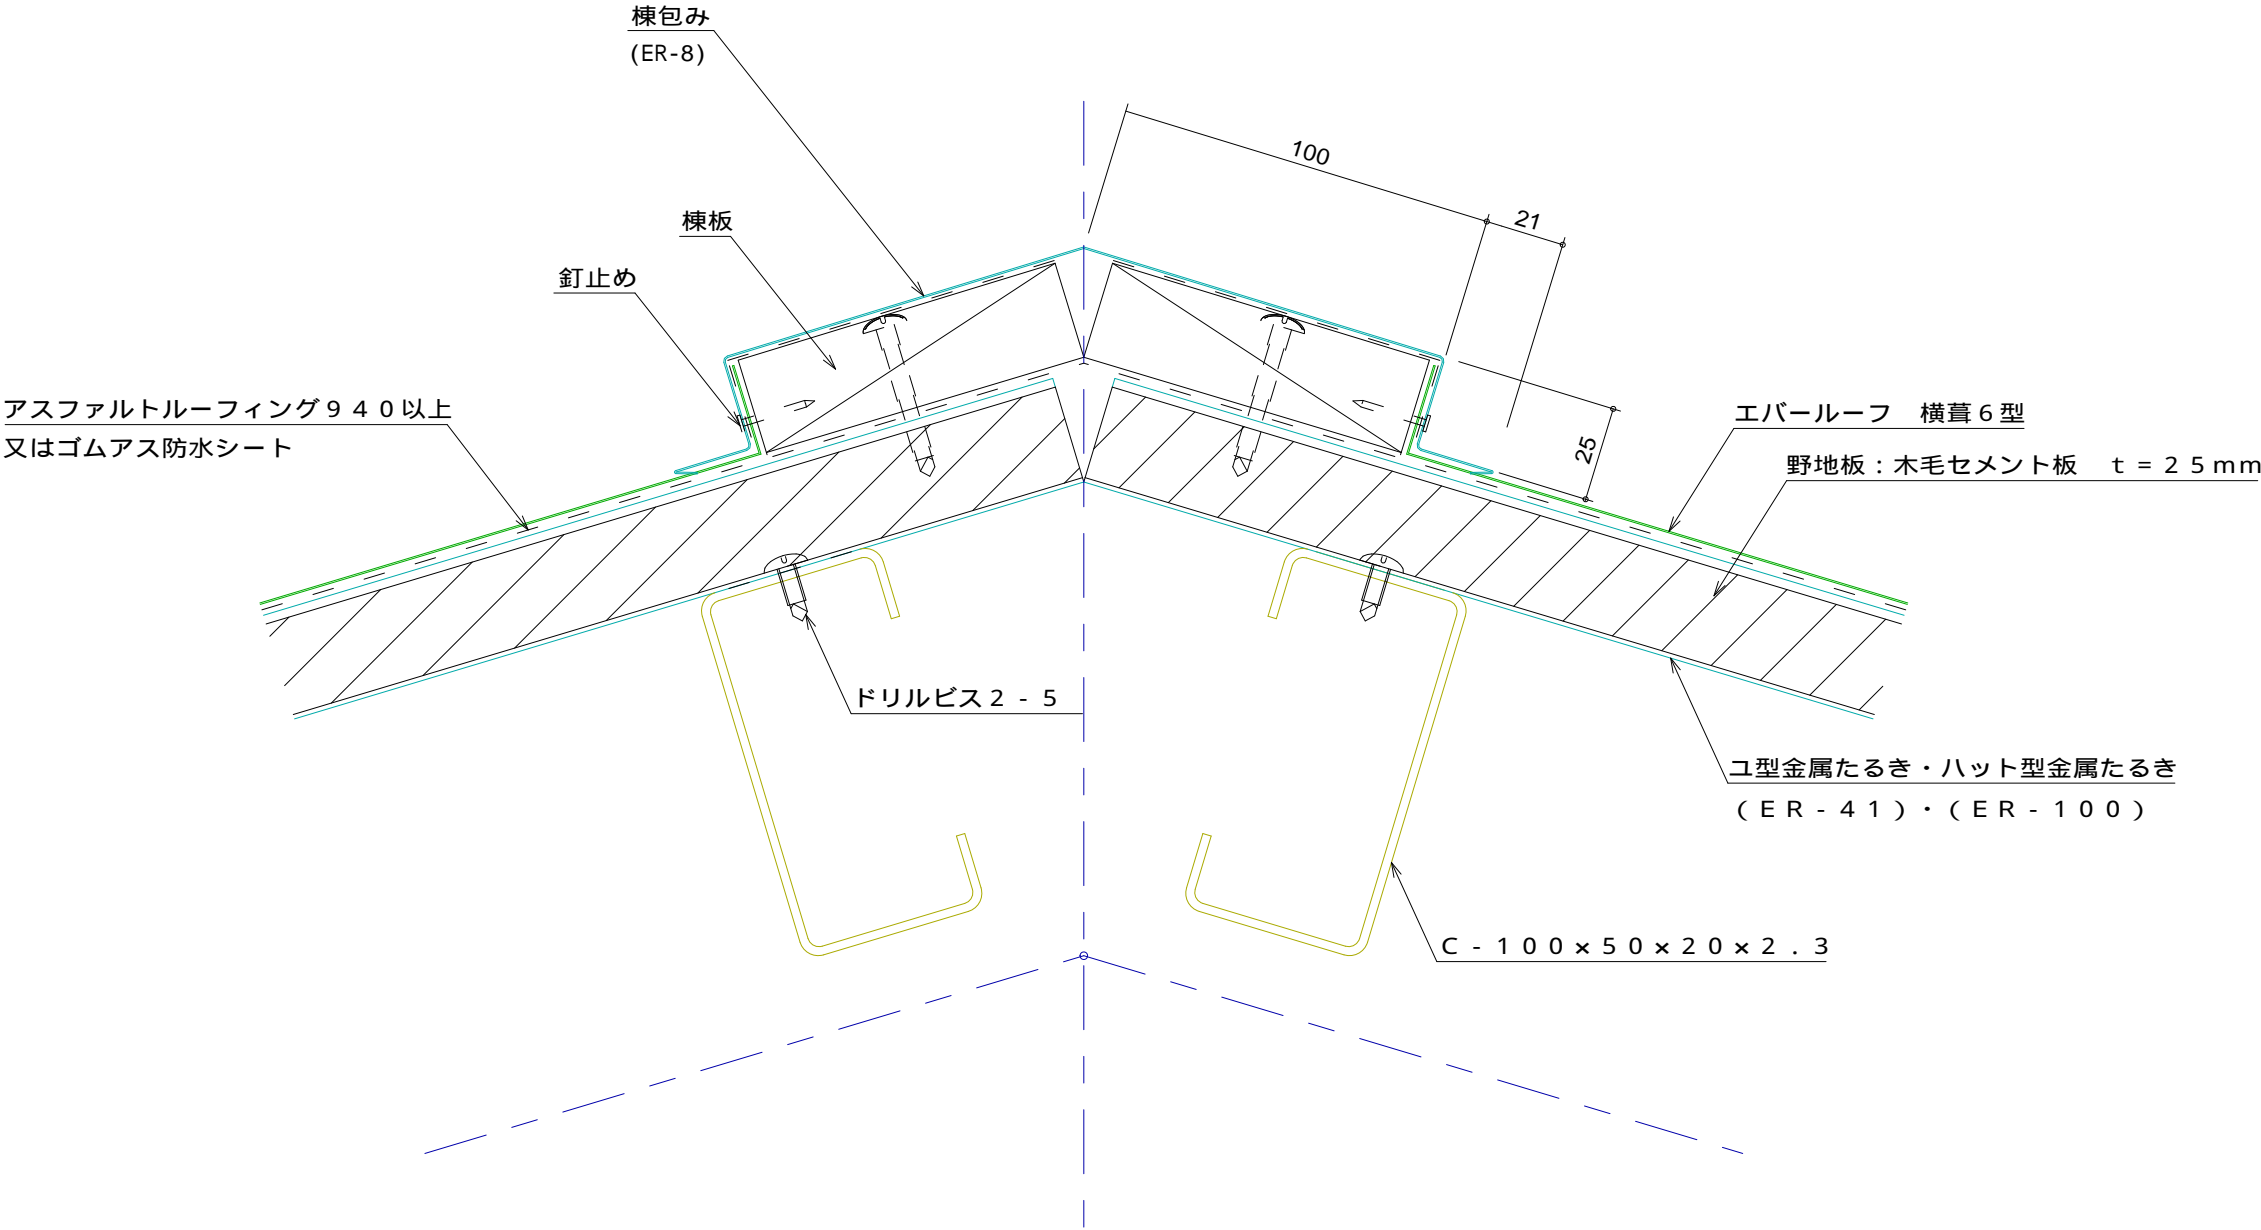 棟包み
(ER-8)
100
21
棟板
釘止め
アスファルトルーフィング９４０以上
又はゴムアス防水シート
エバールーフ　横葺６型
25
野地板：木毛セメント板　ｔ＝２５mm
ドリルビス２-５
ユ型金属たるき・ハット型金属たるき
（ＥＲ-４１）・（ＥＲ-１００）
Ｃ-１００×５０×２０×２.３